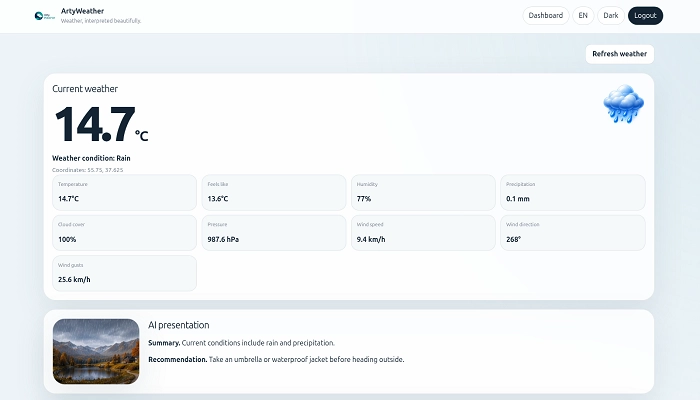 ArtyWeather
Weather, interpreted beautifully.
Dashboard
EN
Dark
Logout
Refresh weather
Current weather
14.7°C
Weather condition: Rain
Coordinates: 55.75, 37.625
Temperature
14.7°C
Feels like
13.6°C
Humidity
77%
Precipitation
0.1 mm
Cloud cover
100%
Pressure
987.6 hPa
Wind speed
9.4 km/h
Wind direction
268°
Wind gusts
25.6 km/h
AI presentation
Summary. Current conditions include rain and precipitation.
Recommendation. Take an umbrella or waterproof jacket before heading outside.